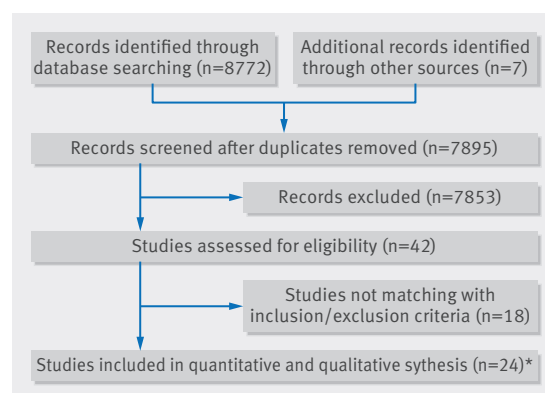 Records identified through
database searching (n=8772)
Additional records identified
through other sources (n=7)
Records screened after duplicates removed (n=7895)
Records excluded (n=7853)
Studies assessed for eligibility (n=42)
Studies not matching with
inclusion/exclusion criteria (n=18)
Studies included in quantitative and qualitative sythesis (n=24)*